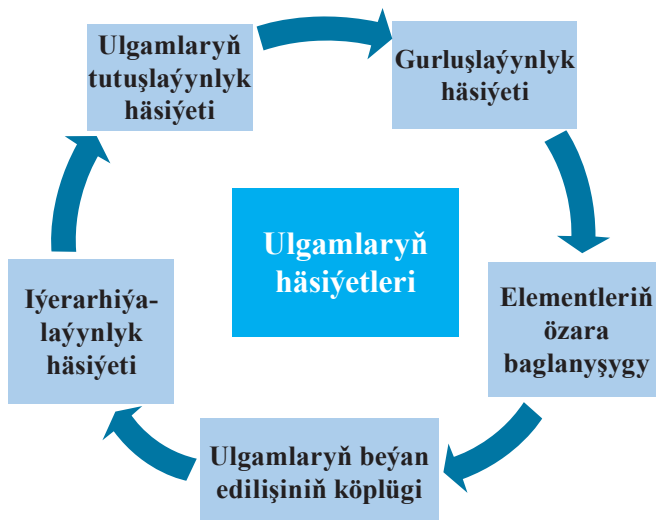 Ulgamlaryň
tutuşlaýynlyk
häsiýeti
Gurluşlaýynlyk
häsiýeti
Ulgamlaryň
häsiýetleri
Elementleriň
özara
baglanyşygy
Ulgamlaryň beýan
edilişiniň köplügi
Iýerarhiýa-
laýynlyk
häsiýeti